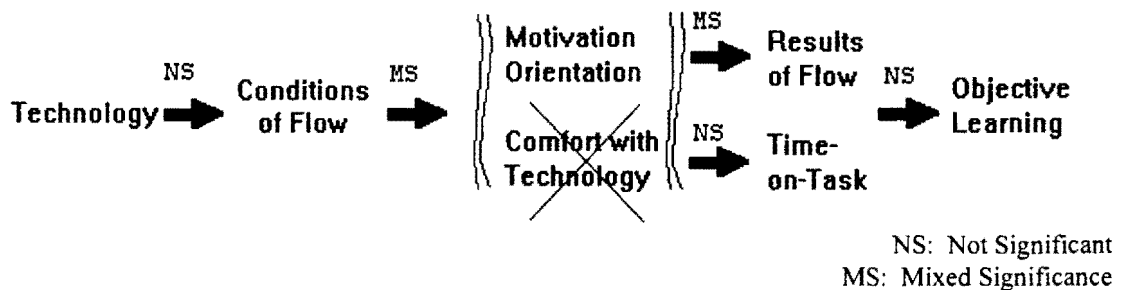 Technology
NS
Conditions
of Flow
MS
Motivation
Orientation
Comfort with
Technology
MS
Results
of Flow
NS
Time-
on-Task
NS
Objective
Learning
NS: Not Significant
MS: Mixed Significance